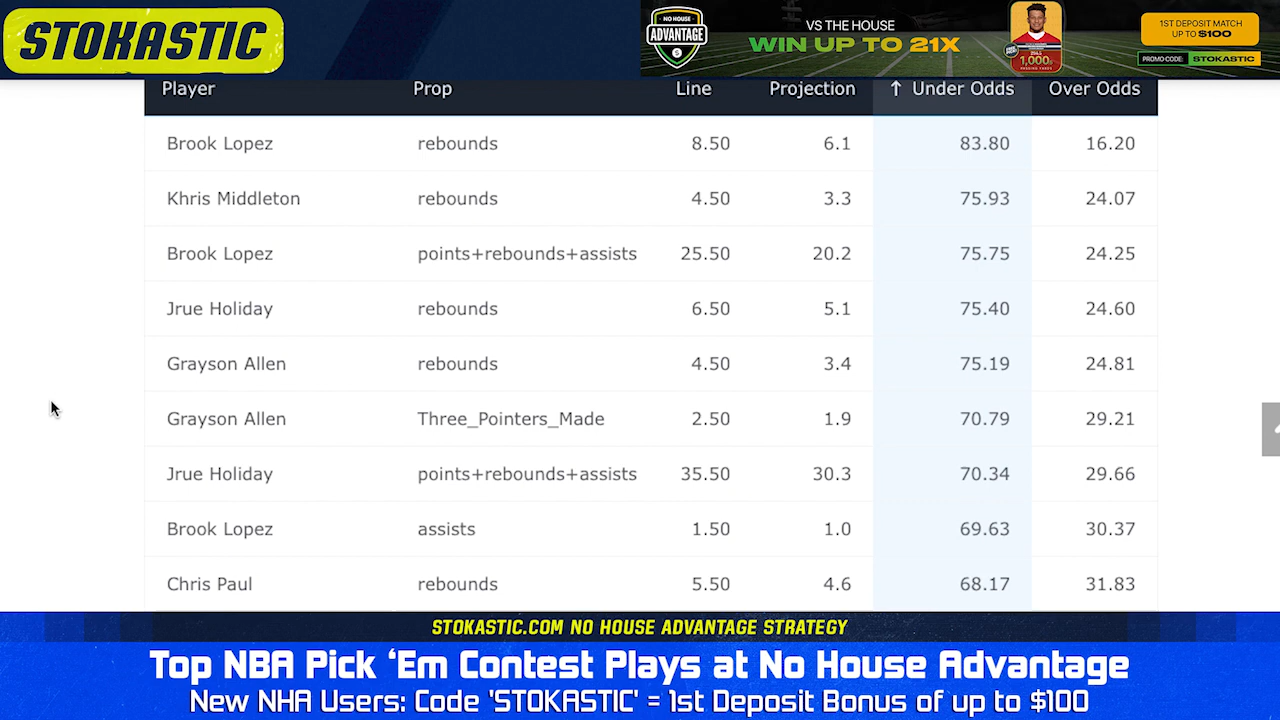 STOKASTIC
NO HOUSE
ADVANTAGE
VS THE HOUSE
WIN UP TO 21X
1,000
1ST DEPOSIT MATCH
UP TO $100
PROMO CODE: STOKASTIC
Player Prop Line Projection ↑ Under Odds Over Odds
Brook Lopez rebounds 8.50 6.1 83.80 16.20
Khris Middleton rebounds 4.50 3.3 75.93 24.07
Brook Lopez points+rebounds+assists 25.50 20.2 75.75 24.25
Jrue Holiday rebounds 6.50 5.1 75.40 24.60
Grayson Allen rebounds 4.50 3.4 75.19 24.81
Grayson Allen Three_Pointers_Made 2.50 1.9 70.79 29.21
Jrue Holiday points+rebounds+assists 35.50 30.3 70.34 29.66
Brook Lopez assists 1.50 1.0 69.63 30.37
Chris Paul rebounds 5.50 4.6 68.17 31.83
STOKASTIC.COM NO HOUSE ADVANTAGE STRATEGY
Top NBA Pick ‘Em Contest Plays at No House Advantage
New NHA Users: Code 'STOKASTIC' = 1st Deposit Bonus of up to $100